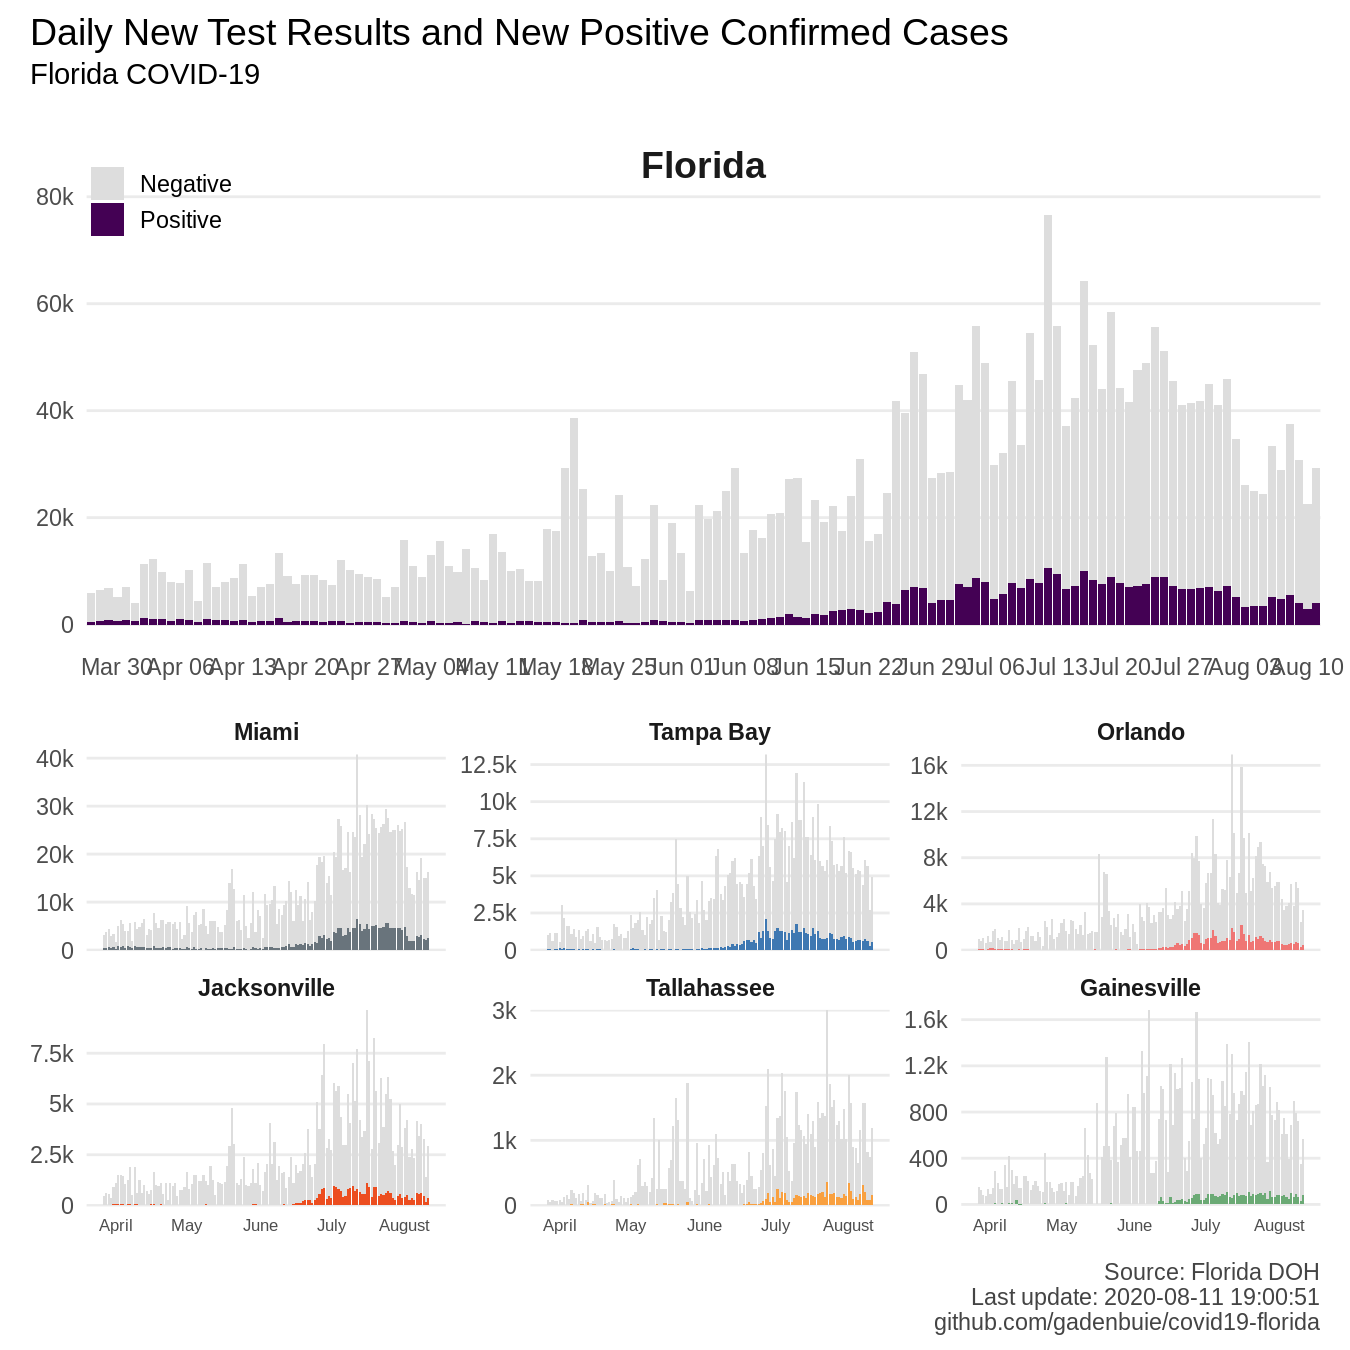 Daily New Test Results and New Positive Confirmed Cases
Florida COVID-19
Florida
Negative
Positive
80k
60k
40k
20k
0
Mar 30 Apr 06 Apr 13 Apr 20 Apr 27 May 04 May 11 May 18 May 25 Jun 01 Jun 08 Jun 15 Jun 22 Jun 29 Jul 06 Jul 13 Jul 20 Jul 27 Aug 03 Aug 10
Miami
40k
30k
20k
10k
0
Tampa Bay
12.5k
10k
7.5k
5k
2.5k
0
Orlando
16k
12k
8k
4k
0
Jacksonville
7.5k
5k
2.5k
0
April May June July August
Tallahassee
3k
2k
1k
0
April May June July August
Gainesville
1.6k
1.2k
800
400
0
April May June July August
Source: Florida DOH
Last update: 2020-08-11 19:00:51
github.com/gadenbuie/covid19-florida